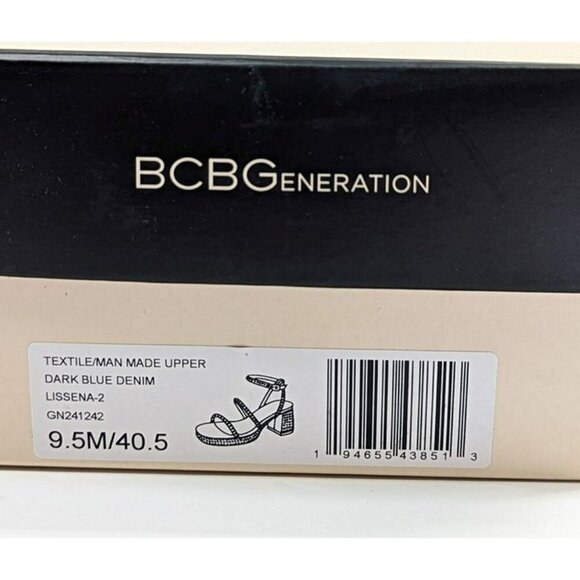 BCBGENERATION
TEXTILE/MAN MADE UPPER
DARK BLUE DENIM
LISSENA-2
GN241242
9.5M/40.5
1 94655 43851 3